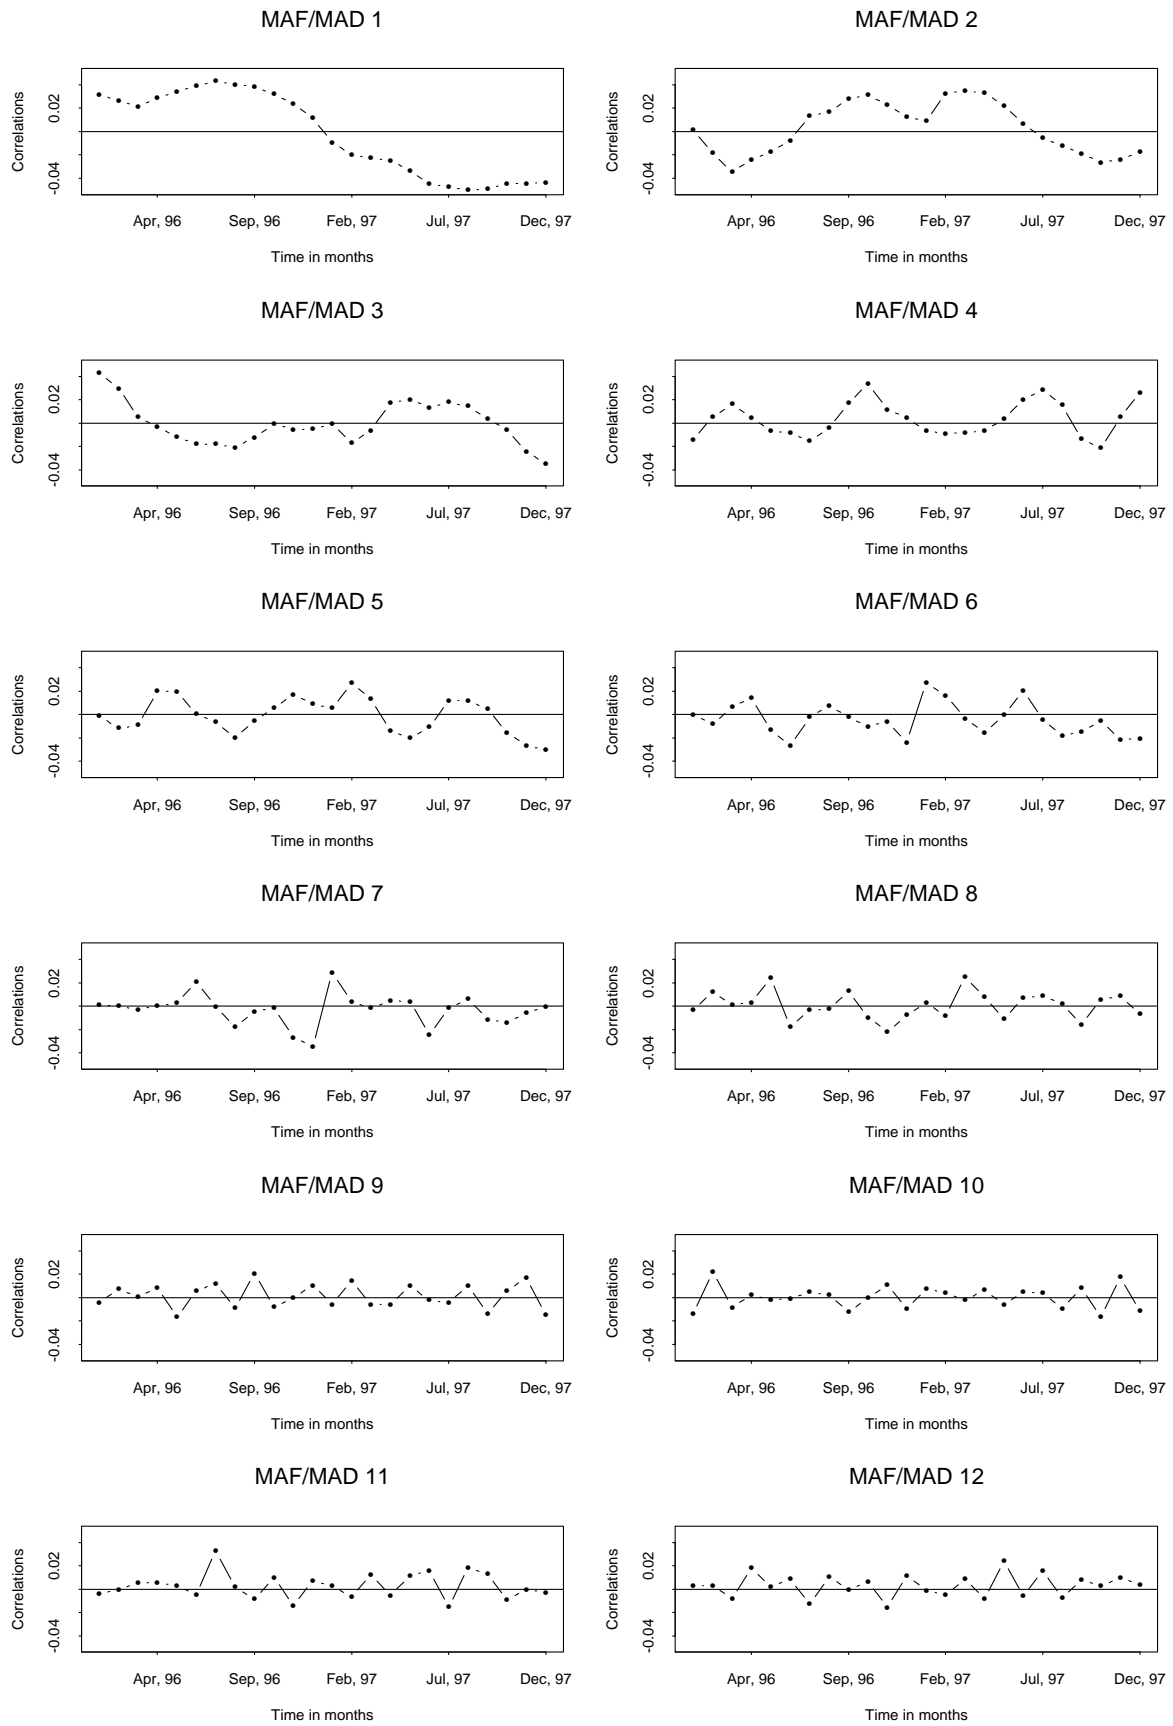 MAF/MAD 1
Correlations
0.02
-0.04
Apr, 96 Sep, 96 Feb, 97 Jul, 97 Dec, 97
Time in months
MAF/MAD 2
Correlations
0.02
-0.04
Apr, 96 Sep, 96 Feb, 97 Jul, 97 Dec, 97
Time in months
MAF/MAD 3
Correlations
0.02
-0.04
Apr, 96 Sep, 96 Feb, 97 Jul, 97 Dec, 97
Time in months
MAF/MAD 4
Correlations
0.02
-0.04
Apr, 96 Sep, 96 Feb, 97 Jul, 97 Dec, 97
Time in months
MAF/MAD 5
Correlations
0.02
-0.04
Apr, 96 Sep, 96 Feb, 97 Jul, 97 Dec, 97
Time in months
MAF/MAD 6
Correlations
0.02
-0.04
Apr, 96 Sep, 96 Feb, 97 Jul, 97 Dec, 97
Time in months
MAF/MAD 7
Correlations
0.02
-0.04
Apr, 96 Sep, 96 Feb, 97 Jul, 97 Dec, 97
Time in months
MAF/MAD 8
Correlations
0.02
-0.04
Apr, 96 Sep, 96 Feb, 97 Jul, 97 Dec, 97
Time in months
MAF/MAD 9
Correlations
0.02
-0.04
Apr, 96 Sep, 96 Feb, 97 Jul, 97 Dec, 97
Time in months
MAF/MAD 10
Correlations
0.02
-0.04
Apr, 96 Sep, 96 Feb, 97 Jul, 97 Dec, 97
Time in months
MAF/MAD 11
Correlations
0.02
-0.04
Apr, 96 Sep, 96 Feb, 97 Jul, 97 Dec, 97
Time in months
MAF/MAD 12
Correlations
0.02
-0.04
Apr, 96 Sep, 96 Feb, 97 Jul, 97 Dec, 97
Time in months